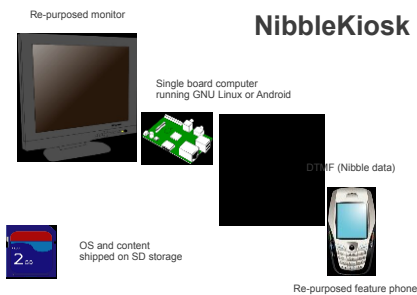 Re-purposed monitor
NibbleKiosk
Single board computer
running GNU Linux or Android
DTMF (Nibble data)
2
OS and content
shipped on SD storage
Re-purposed feature phone